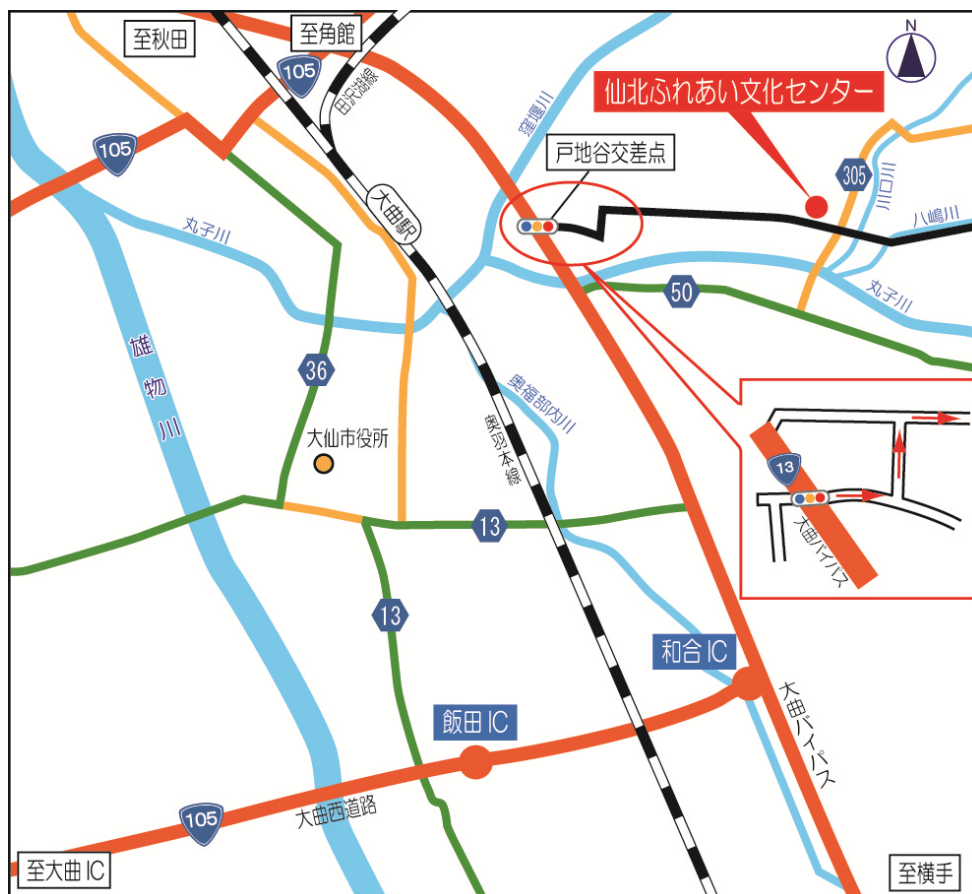 至秋田
至角館
N
105
田沢湖線
窪堰川
仙北ふれあい文化センター
戸地谷交差点
105
305
川口川
大曲駅
八嶋川
丸子川
50
丸子川
雄物川
36
奥福部内川
大仙市役所
奥羽本線
13
大曲バイパス
13
13
和合IC
飯田IC
大曲バイパス
105
大曲西道路
至大曲IC
至横手